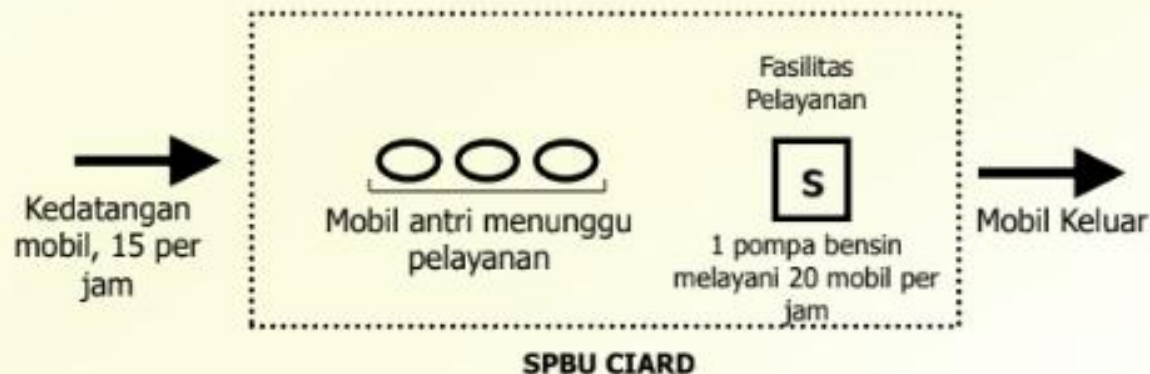 Fasilitas
Pelayanan
S
Kedatangan
mobil, 15 per
jam
Mobil antri menunggu
pelayanan
1 pompa bensin
melayani 20 mobil per
jam
Mobil Keluar
SPBU CIARD